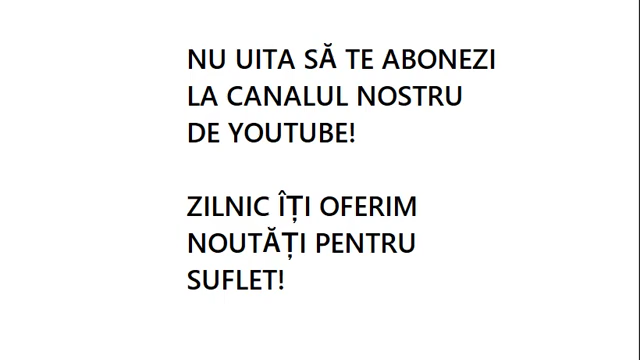 NU UITA SĂ TE ABONEZI
LA CANALUL NOSTRU
DE YOUTUBE!
ZILNIC ÎȚI OFERIM
NOUTĂȚI PENTRU
SUFLET!